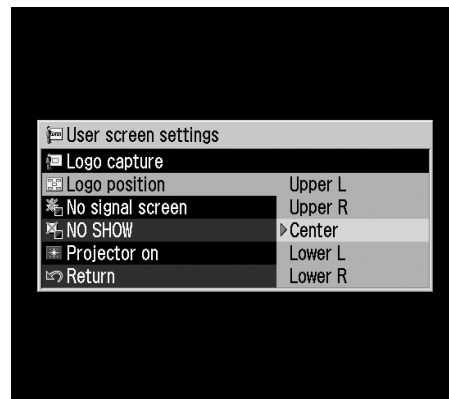 User screen settings
Logo capture
Logo position Upper L
No signal screen Upper R
NO SHOW Center
Projector on Lower L
Return Lower R